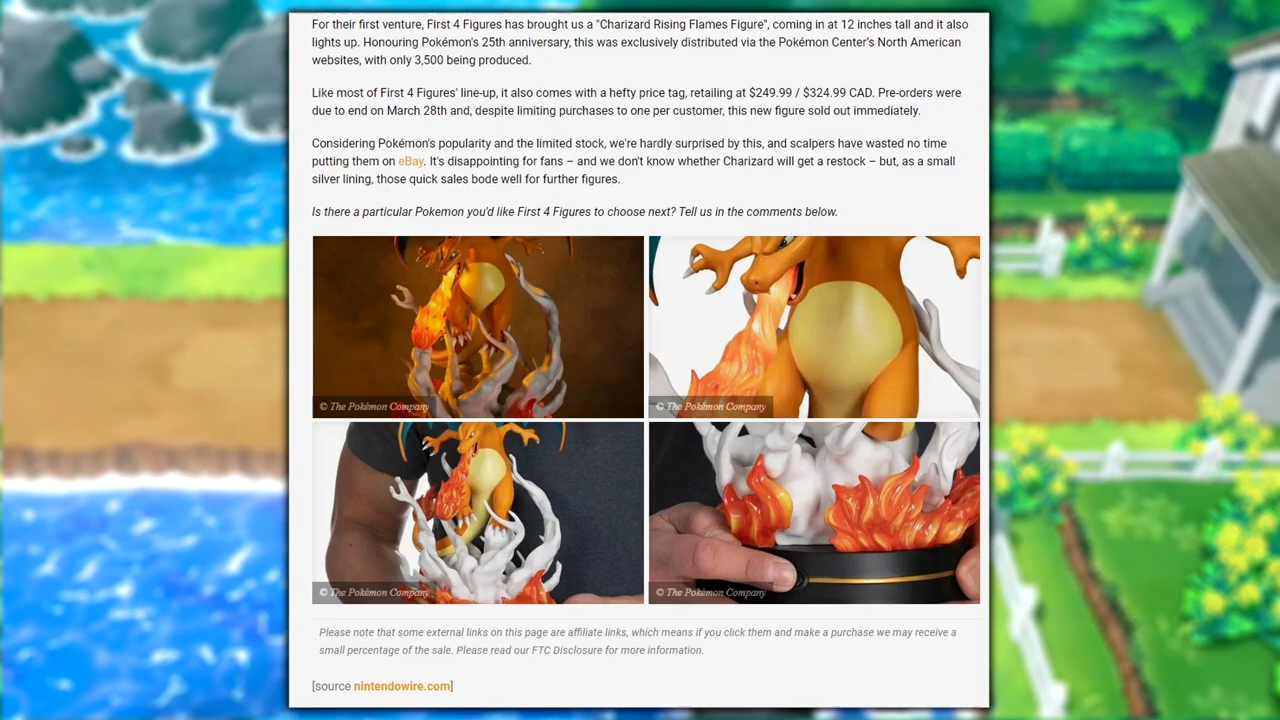 For their first venture, First 4 Figures has brought us a "Charizard Rising Flames Figure", coming in at 12 inches tall and it also
lights up. Honouring Pokémon's 25th anniversary, this was exclusively distributed via the Pokémon Center's North American
websites, with only 3,500 being produced.
Like most of First 4 Figures' line-up, it also comes with a hefty price tag, retailing at $249.99 / $324.99 CAD. Pre-orders were
due to end on March 28th and, despite limiting purchases to one per customer, this new figure sold out immediately.
Considering Pokémon's popularity and the limited stock, we're hardly surprised by this, and scalpers have wasted no time
putting them on eBay. It's disappointing for fans – and we don't know whether Charizard will get a restock – but, as a small
silver lining, those quick sales bode well for further figures.
Is there a particular Pokemon you'd like First 4 Figures to choose next? Tell us in the comments below.
© The Pokémon Company
© The Pokémon Company
© The Pokémon Company
© The Pokémon Company
Please note that some external links on this page are affiliate links, which means if you click them and make a purchase we may receive a
small percentage of the sale. Please read our FTC Disclosure for more information.
[source nintendowire.com]